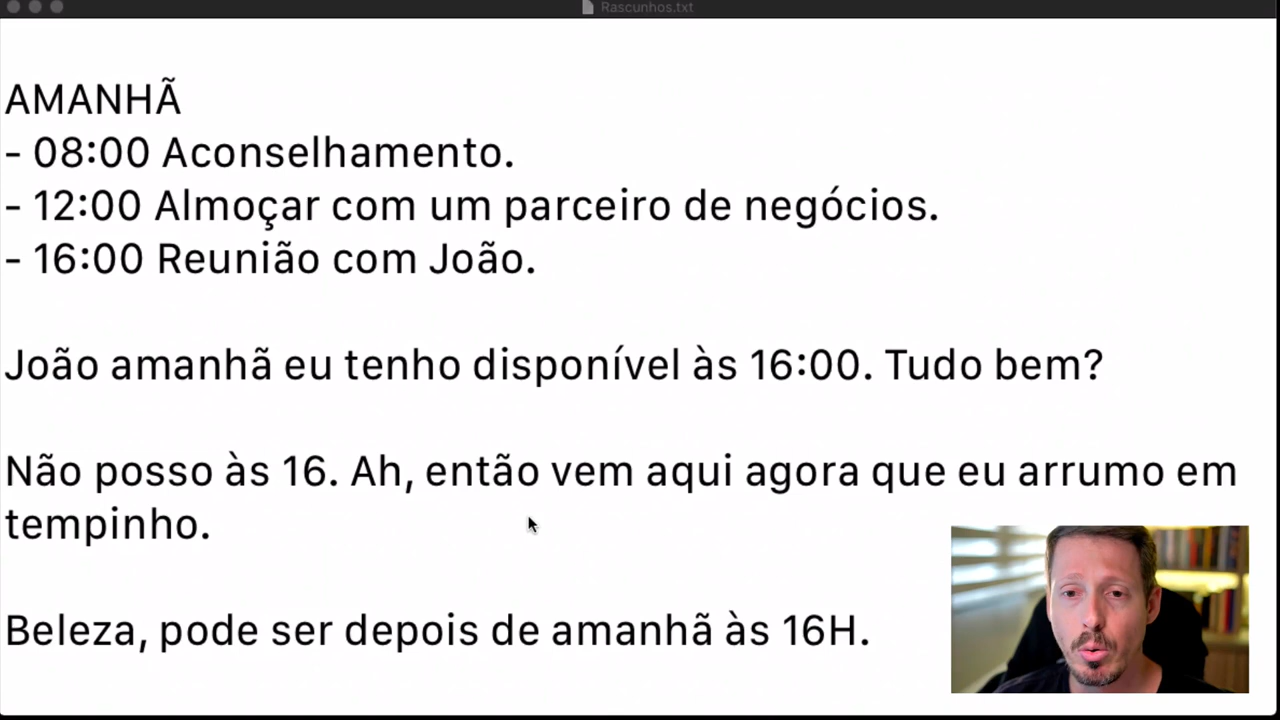 Rascunhos.txt
AMANHÃ
- 08:00 Aconselhamento.
- 12:00 Almoçar com um parceiro de negócios.
- 16:00 Reunião com João.
João amanhã eu tenho disponível às 16:00. Tudo bem?
Não posso às 16. Ah, então vem aqui agora que eu arrumo em
tempinho.
Beleza, pode ser depois de amanhã às 16H.